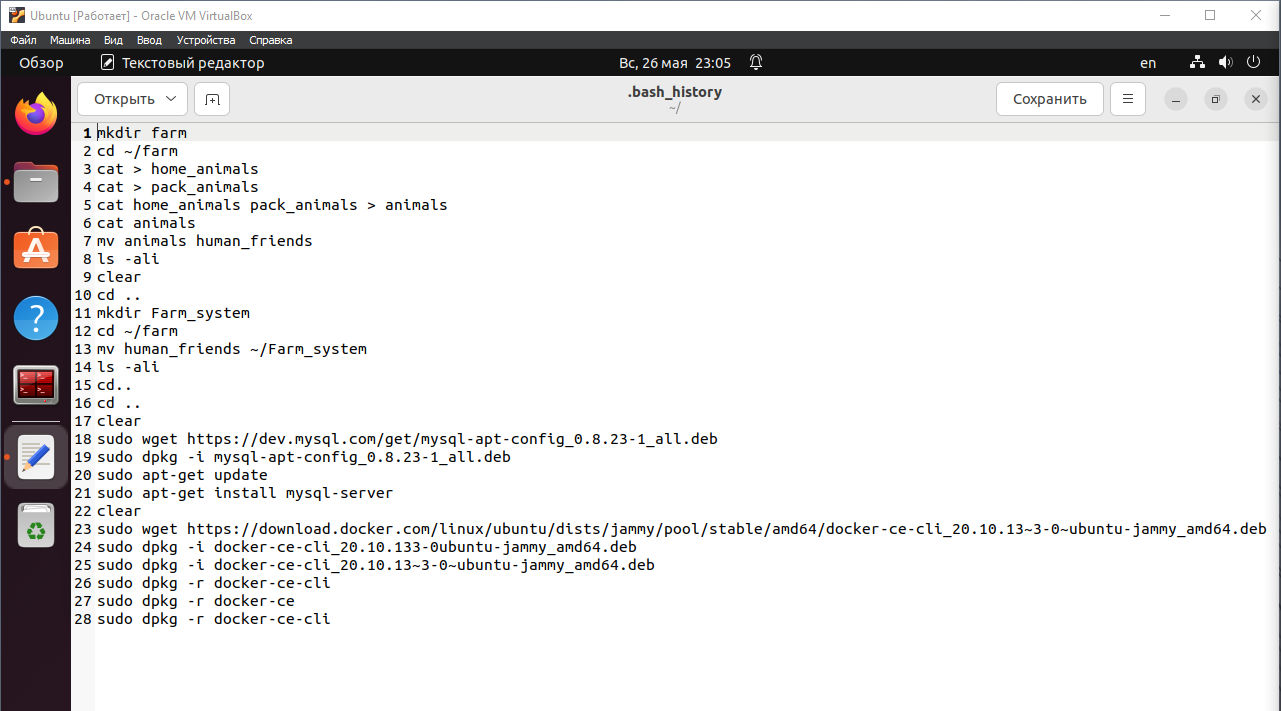 Ubuntu [Работает] - Oracle VM VirtualBox
Файл Машина Вид Ввод Устройства Справка
Обзор Текстовый редактор Вс, 26 мая 23:05 en
Открыть .bash_history Сохранить
~/
1 mkdir farm
2 cd ~/farm
3 cat > home_animals
4 cat > pack_animals
5 cat home_animals pack_animals > animals
6 cat animals
7 mv animals human_friends
8 ls -ali
9 clear
10 cd ..
11 mkdir Farm_system
12 cd ~/farm
13 mv human_friends ~/Farm_system
14 ls -ali
15 cd..
16 cd ..
17 clear
18 sudo wget https://dev.mysql.com/get/mysql-apt-config_0.8.23-1_all.deb
19 sudo dpkg -i mysql-apt-config_0.8.23-1_all.deb
20 sudo apt-get update
21 sudo apt-get install mysql-server
22 clear
23 sudo wget https://download.docker.com/linux/ubuntu/dists/jammy/pool/stable/amd64/docker-ce-cli_20.10.13~3-0~ubuntu-jammy_amd64.deb
24 sudo dpkg -i docker-ce-cli_20.10.133-0ubuntu-jammy_amd64.deb
25 sudo dpkg -i docker-ce-cli_20.10.13~3-0~ubuntu-jammy_amd64.deb
26 sudo dpkg -r docker-ce-cli
27 sudo dpkg -r docker-ce
28 sudo dpkg -r docker-ce-cli